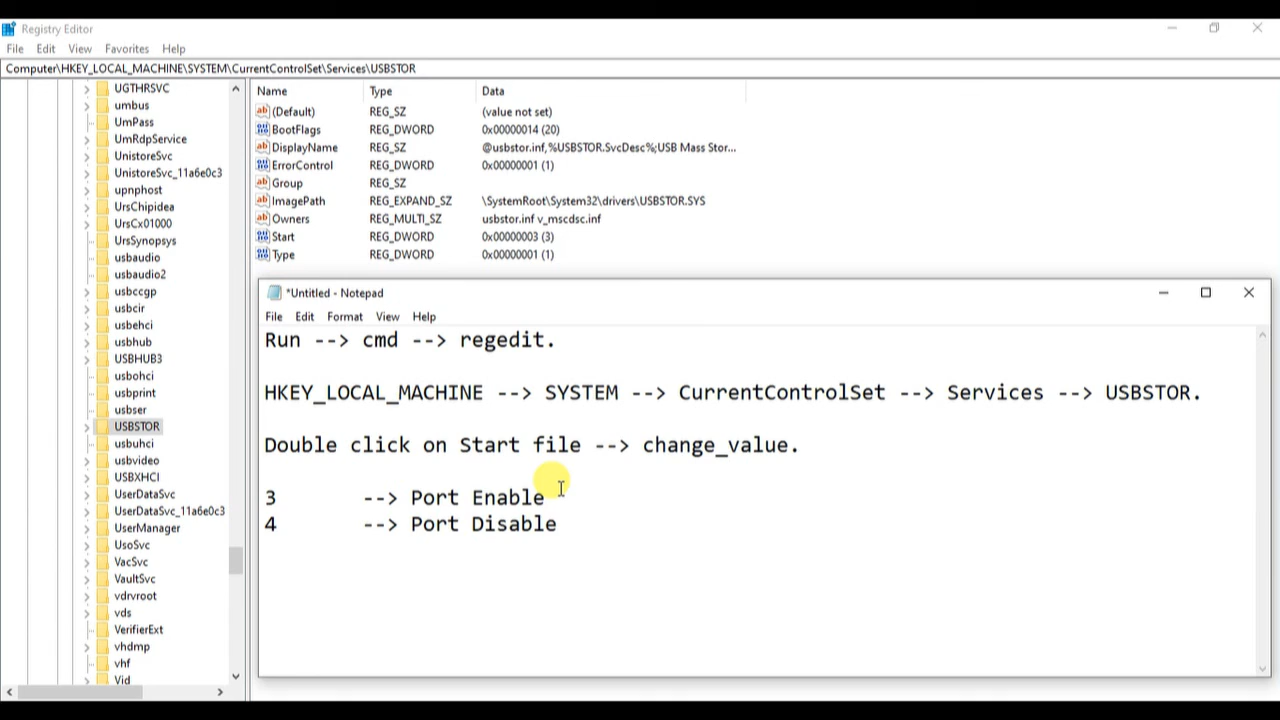 Registry Editor
File Edit View Favorites Help
Computer\HKEY_LOCAL_MACHINE\SYSTEM\CurrentControlSet\Services\USBSTOR
UGTHRSVC
umbus
UmPass
UmRdpService
UnistoreSvc
UnistoreSvc_11a6e0c3
upnphost
UrsChipidea
UrsCx01000
UrsSynopsys
usbaudio
usbaudio2
usbccgp
usbcir
usbehci
usbhub
USBHUB3
usbohci
usbprint
usbser
USBSTOR
usbuhci
usbvideo
USBXHCI
UserDataSvc
UserDataSvc_11a6e0c3
UserManager
UsoSvc
VacSvc
VaultSvc
vdrvroot
vds
VerifierExt
vhdmp
vhf
Vid
Name Type Data
(Default) REG_SZ (value not set)
BootFlags REG_DWORD 0x00000014 (20)
DisplayName REG_SZ @usbstor.inf,%USBSTOR.SvcDesc%;USB Mass Stor...
ErrorControl REG_DWORD 0x00000001 (1)
Group REG_SZ
ImagePath REG_EXPAND_SZ \SystemRoot\System32\drivers\USBSTOR.SYS
Owners REG_MULTI_SZ usbstor.inf v_mscdsc.inf
Start REG_DWORD 0x00000003 (3)
Type REG_DWORD 0x00000001 (1)
*Untitled - Notepad
File Edit Format View Help
Run --> cmd --> regedit.
HKEY_LOCAL_MACHINE --> SYSTEM --> CurrentControlSet --> Services --> USBSTOR.
Double click on Start file --> change_value.
3 --> Port Enable
4 --> Port Disable